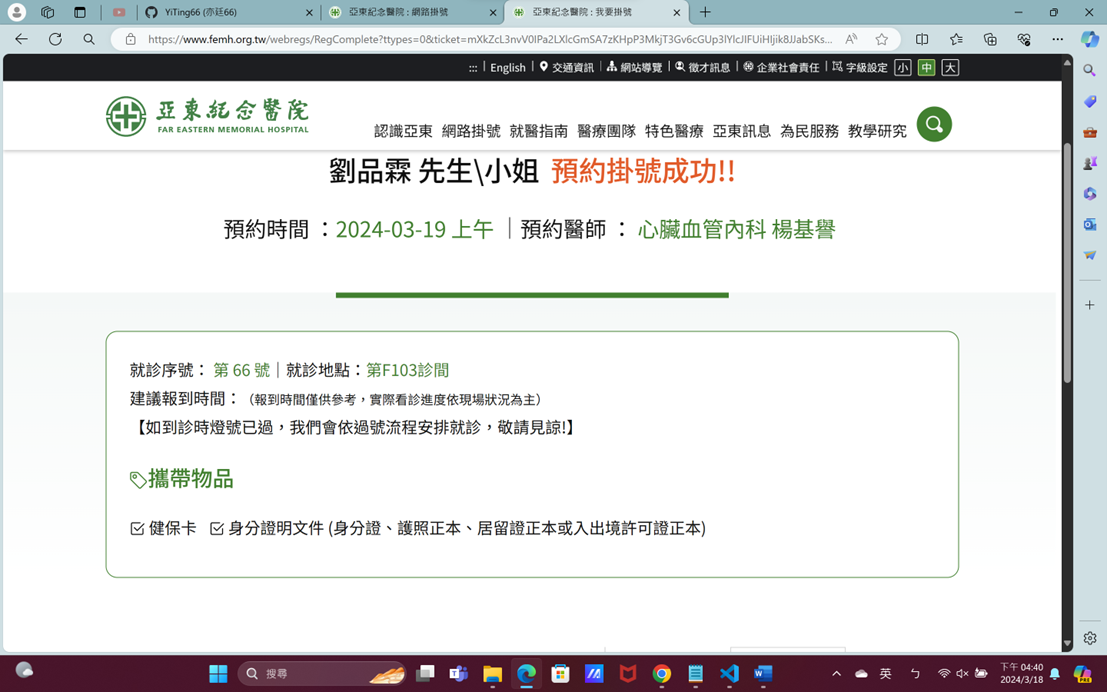 YiTing66 (亦廷66)
亞東紀念醫院 : 網路掛號
亞東紀念醫院 : 我要掛號
https://www.femh.org.tw/webregs/RegComplete?ttypes=0&ticket=
::: | English | 交通資訊 | 網站導覽 | 徵才訊息 | 企業社會責任 | 字級設定 小 中 大
亞東紀念醫院
FAR EASTERN MEMORIAL HOSPITAL
認識亞東 網路掛號 就醫指南 醫療團隊 特色醫療 亞東訊息 為民服務 教學研究
劉品霖 先生\小姐 預約掛號成功!!
預約時間 ：2024-03-19 上午 ｜預約醫師 ： 心臟血管內科 楊基譽
就診序號： 第 66 號｜就診地點：第F103診間
建議報到時間：（報到時間僅供參考，實際看診進度依現場狀況為主）
【如到診時燈號已過，我們會依過號流程安排就診，敬請見諒!】
攜帶物品
健保卡 身分證明文件 (身分證、護照正本、居留證正本或入出境許可證正本)
搜尋
英
下午 04:40
2024/3/18